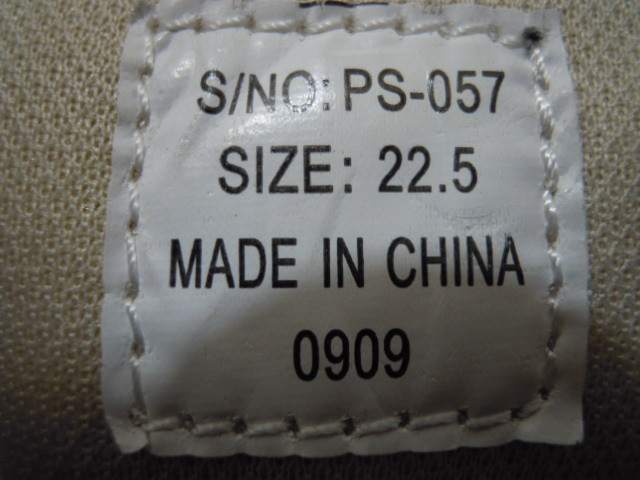 S/NO: PS-057
SIZE: 22.5
MADE IN CHINA
0909